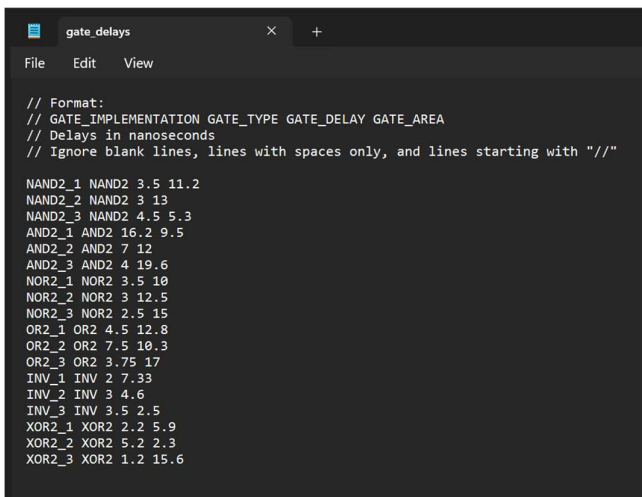 gate_delays × +
File Edit View
// Format:
// GATE_IMPLEMENTATION GATE_TYPE GATE_DELAY GATE_AREA
// Delays in nanoseconds
// Ignore blank lines, lines with spaces only, and lines starting with "//"
NAND2_1 NAND2 3.5 11.2
NAND2_2 NAND2 3 13
NAND2_3 NAND2 4.5 5.3
AND2_1 AND2 16.2 9.5
AND2_2 AND2 7 12
AND2_3 AND2 4 19.6
NOR2_1 NOR2 3.5 10
NOR2_2 NOR2 3 12.5
NOR2_3 NOR2 2.5 15
OR2_1 OR2 4.5 12.8
OR2_2 OR2 7.5 10.3
OR2_3 OR2 3.75 17
INV_1 INV 2 7.33
INV_2 INV 3 4.6
INV_3 INV 3.5 2.5
XOR2_1 XOR2 2.2 5.9
XOR2_2 XOR2 5.2 2.3
XOR2_3 XOR2 1.2 15.6